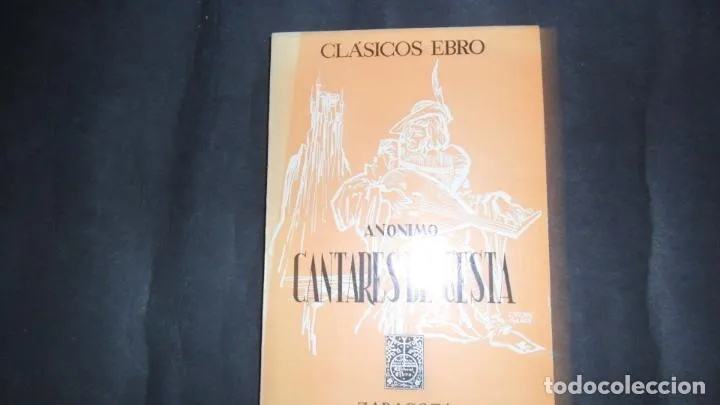 CLÁSICOS EBRO
ANONIMO
CANTARES DE GESTA
ZARAGOZA
todocoleccion